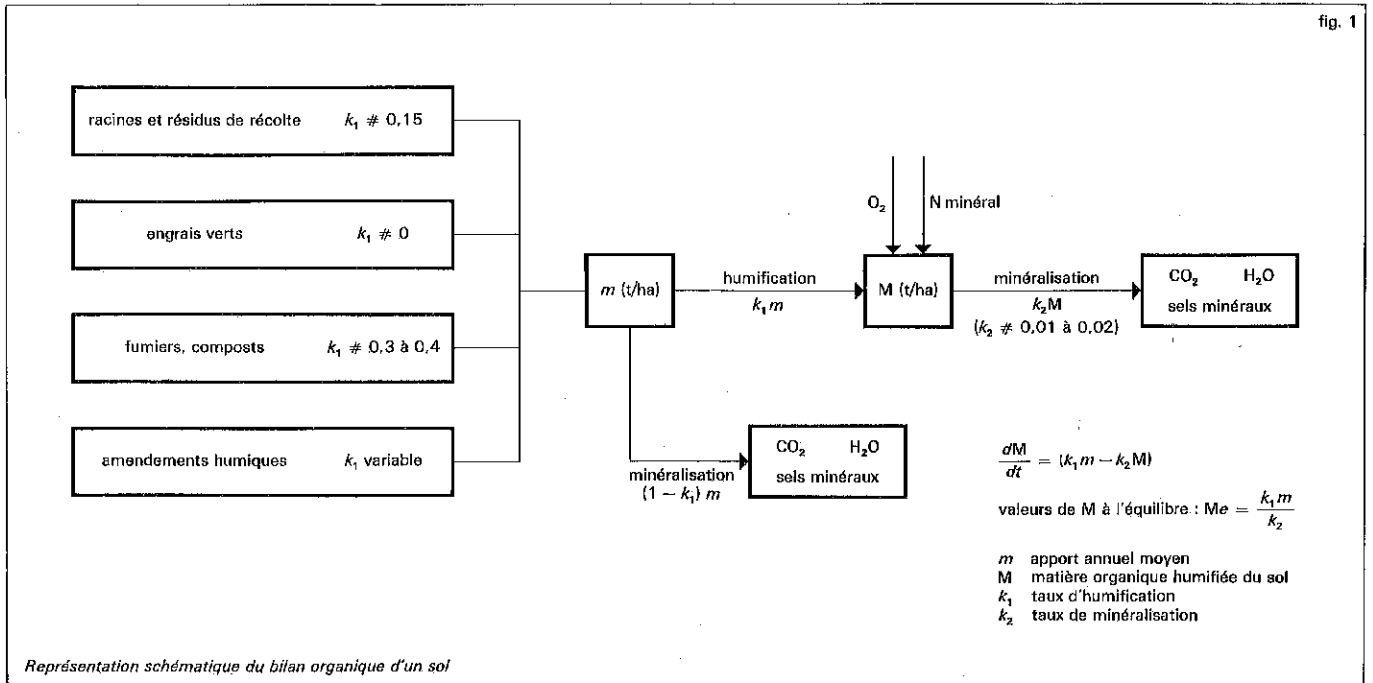 fig. 1
racines et résidus de récolte k₁ # 0,15
engrais verts k₁ # 0
fumiers, composts k₁ # 0,3 à 0,4
amendements humiques k₁ variable
m (t/ha)
humification
k₁m
O₂
N minéral
M (t/ha)
minéralisation
k₂M
(k₂ # 0,01 à 0,02)
CO₂ H₂O
sels minéraux
minéralisation
(1 − k₁) m
CO₂ H₂O
sels minéraux
dM/dt = (k₁m − k₂M)
valeurs de M à l'équilibre : Me = k₁m/k₂
m apport annuel moyen
M matière organique humifiée du sol
k₁ taux d'humification
k₂ taux de minéralisation
Représentation schématique du bilan organique d'un sol